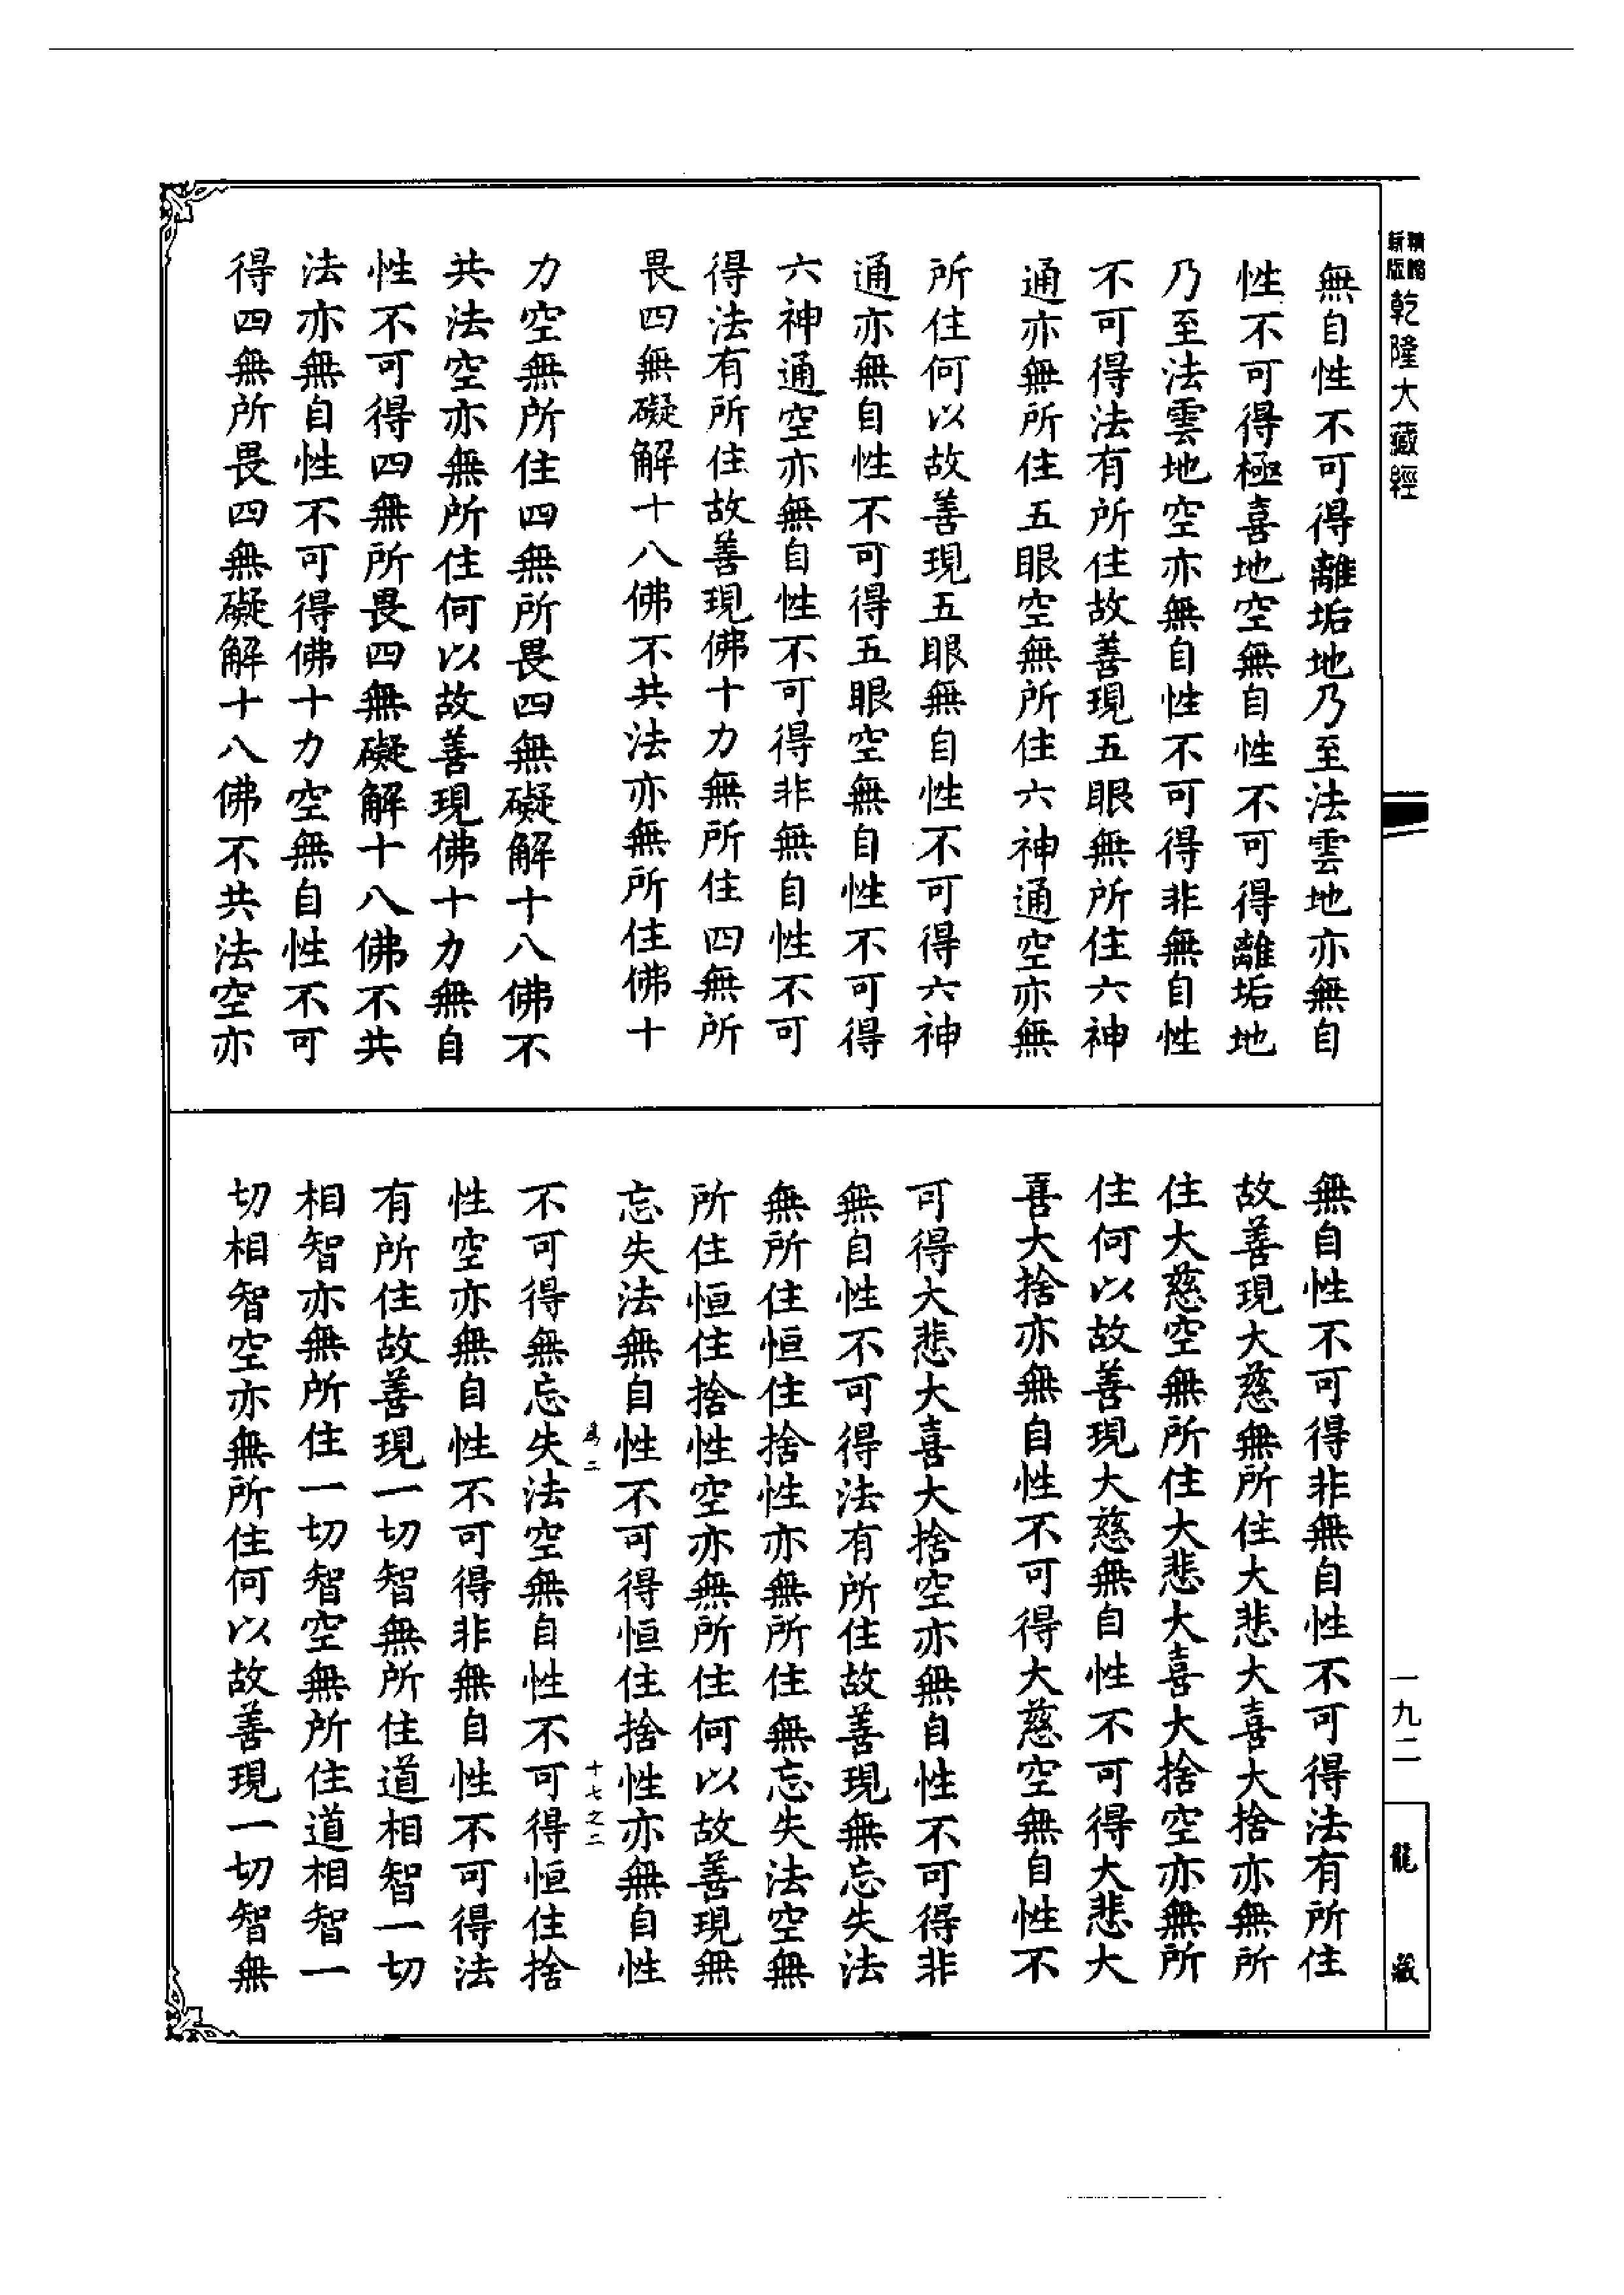 精縮新版乾隆大藏經
無自性不可得離垢地乃至法雲地亦無自
性不可得極喜地空無自性不可得離垢地
乃至法雲地空亦無自性不可得非無自性
不可得法有所住故善現五眼無所住六神
通亦無所住五眼空無所住六神通空亦無
所住何以故善現五眼無自性不可得六神
通亦無自性不可得五眼空無自性不可得
六神通空亦無自性不可得非無自性不可
得法有所住故善現佛十力無所住四無所
畏四無礙解十八佛不共法亦無所住佛十
力空無所住四無所畏四無礙解十八佛不
共法空亦無所住何以故善現佛十力無自
性不可得四無所畏四無礙解十八佛不共
法亦無自性不可得佛十力空無自性不可
得四無所畏四無礙解十八佛不共法空亦
無自性不可得非無自性不可得法有所住
故善現大慈無所住大悲大喜大捨亦無所
住大慈空無所住大悲大喜大捨空亦無所
住何以故善現大慈無自性不可得大悲大
喜大捨亦無自性不可得大慈空無自性不
可得大悲大喜大捨空亦無自性不可得非
無自性不可得法有所住故善現無忘失法
無所住恒住捨性亦無所住無忘失法空無
所住恒住捨性空亦無所住何以故善現無
忘失法無自性不可得恒住捨性亦無自性
二 十七之二
不可得無忘失法空無自性不可得恒住捨
性空亦無自性不可得非無自性不可得法
有所住故善現一切智無所住道相智一切
相智亦無所住一切智空無所住道相智一
切相智空亦無所住何以故善現一切智無
一九二
龍藏